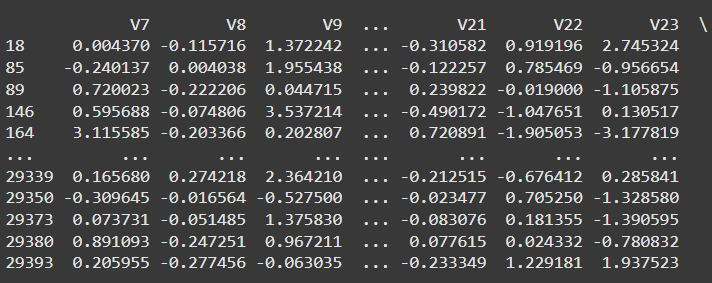 V7 V8 V9 ... V21 V22 V23 \
18 0.004370 -0.115716 1.372242 ... -0.310582 0.919196 2.745324
85 -0.240137 0.004038 1.955438 ... -0.122257 0.785469 -0.956654
89 0.720023 -0.222206 0.044715 ... 0.239822 -0.019000 -1.105875
146 0.595688 -0.074806 3.537214 ... -0.490172 -1.047651 0.130517
164 3.115585 -0.203366 0.202807 ... 0.720891 -1.905053 -3.177819
... ... ... ... ... ... ... ...
29339 0.165680 0.274218 2.364210 ... -0.212515 -0.676412 0.285841
29350 -0.309645 -0.016564 -0.527500 ... -0.023477 0.705250 -1.328580
29373 0.073731 -0.051485 1.375830 ... -0.083076 0.181355 -1.390595
29380 0.891093 -0.247251 0.967211 ... 0.077615 0.024332 -0.780832
29393 0.205955 -0.277456 -0.063035 ... -0.233349 1.229181 1.937523